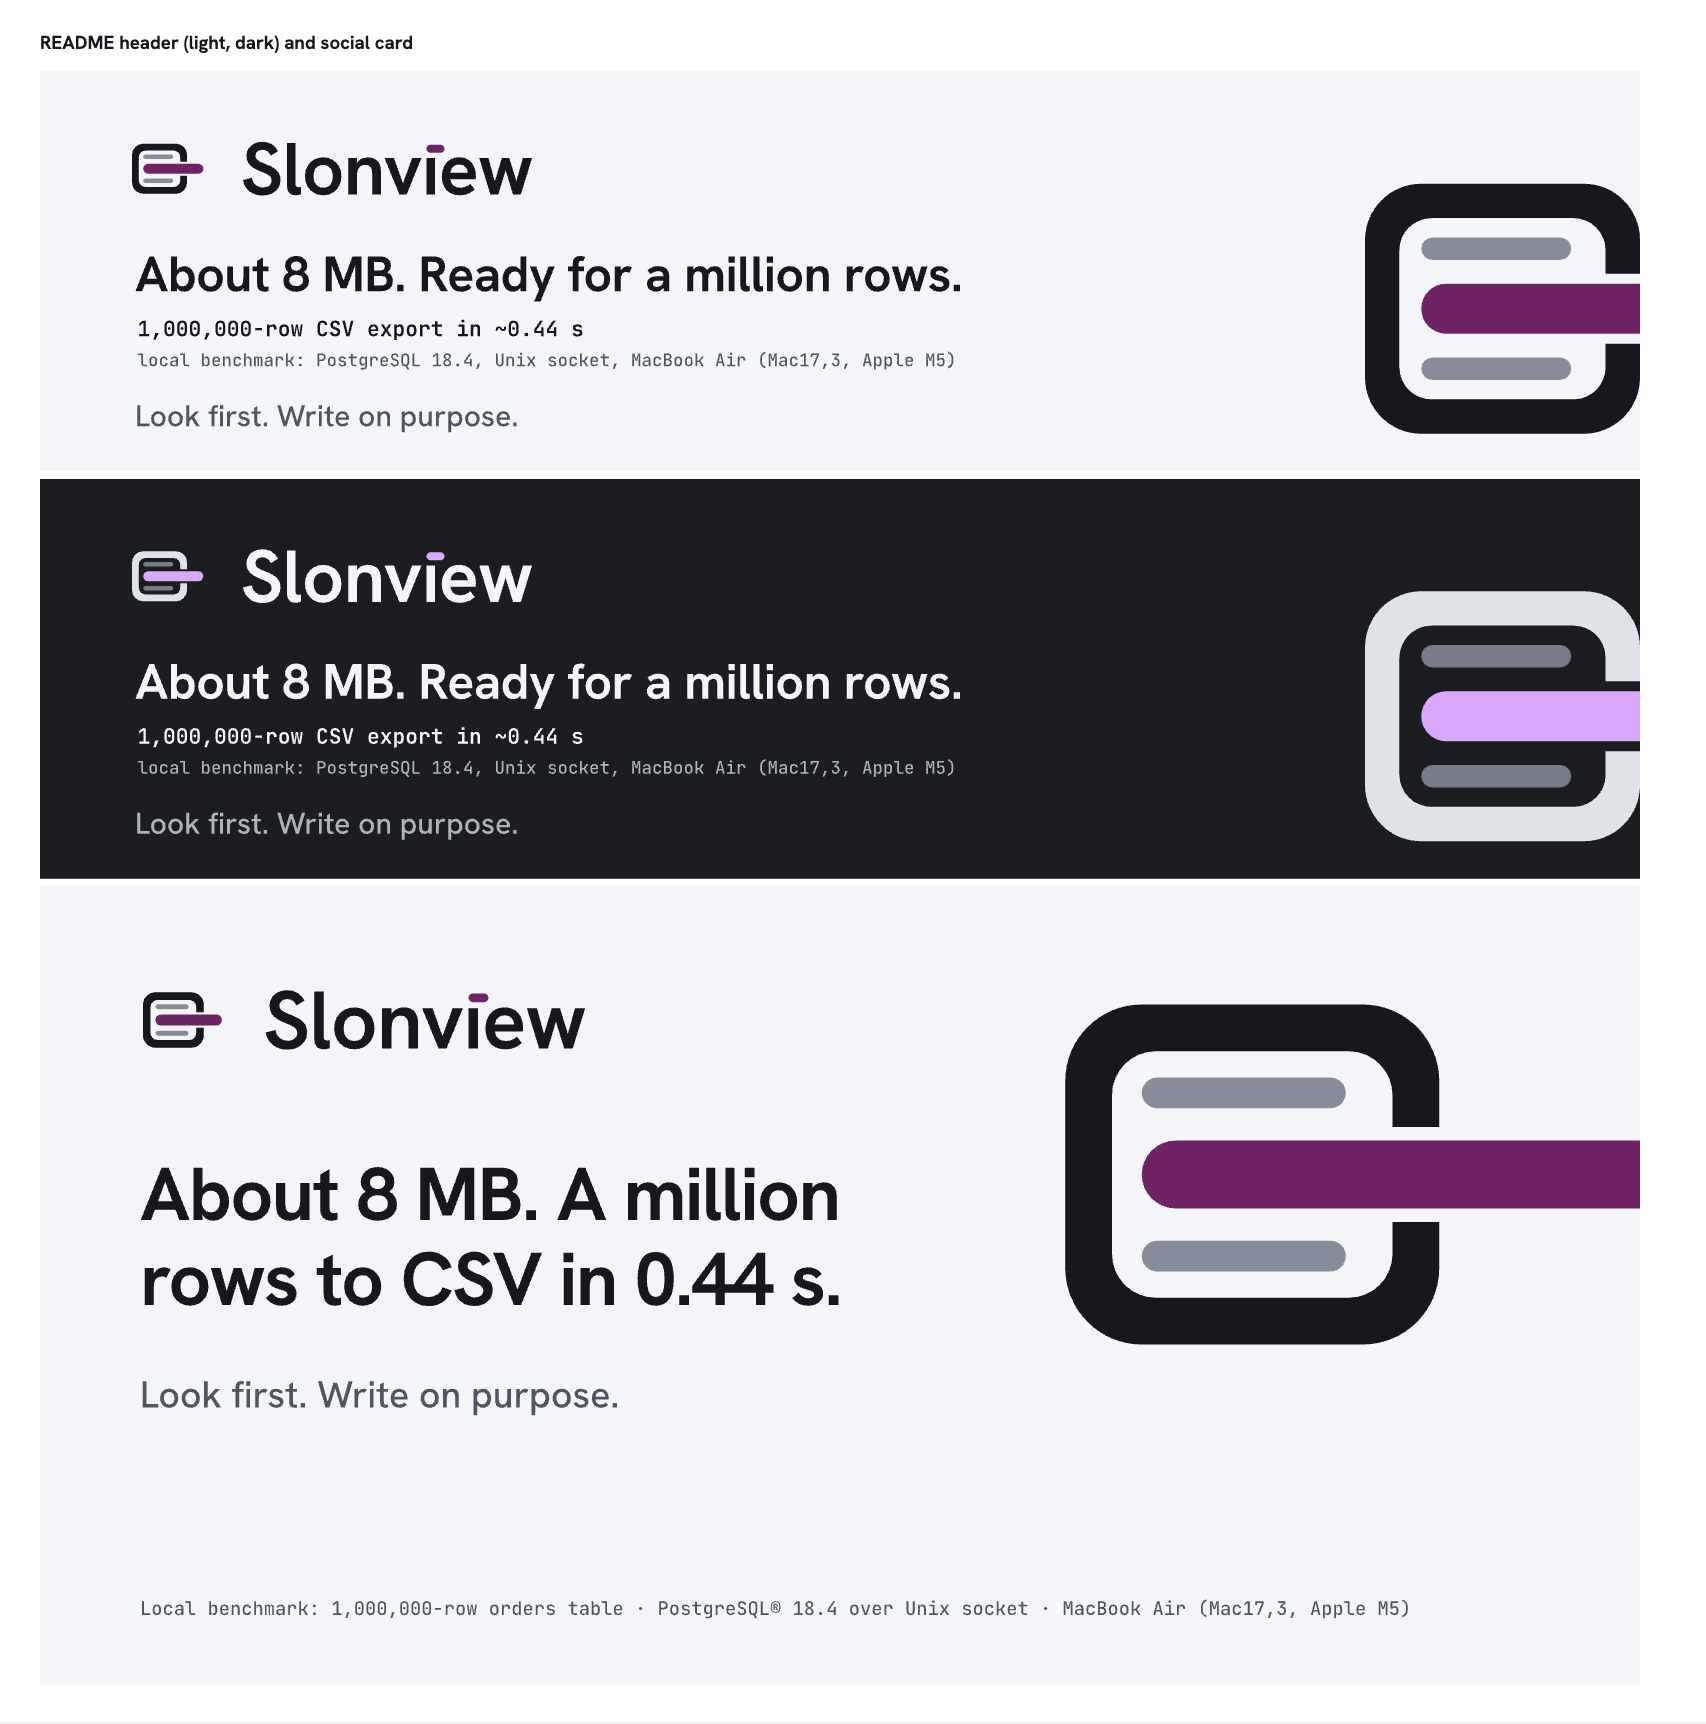 README header (light, dark) and social card
Slonview
About 8 MB. Ready for a million rows.
1,000,000-row CSV export in ~0.44 s
local benchmark: PostgreSQL 18.4, Unix socket, MacBook Air (Mac17,3, Apple M5)
Look first. Write on purpose.
Slonview
About 8 MB. Ready for a million rows.
1,000,000-row CSV export in ~0.44 s
local benchmark: PostgreSQL 18.4, Unix socket, MacBook Air (Mac17,3, Apple M5)
Look first. Write on purpose.
Slonview
About 8 MB. A million
rows to CSV in 0.44 s.
Look first. Write on purpose.
Local benchmark: 1,000,000-row orders table · PostgreSQL® 18.4 over Unix socket · MacBook Air (Mac17,3, Apple M5)